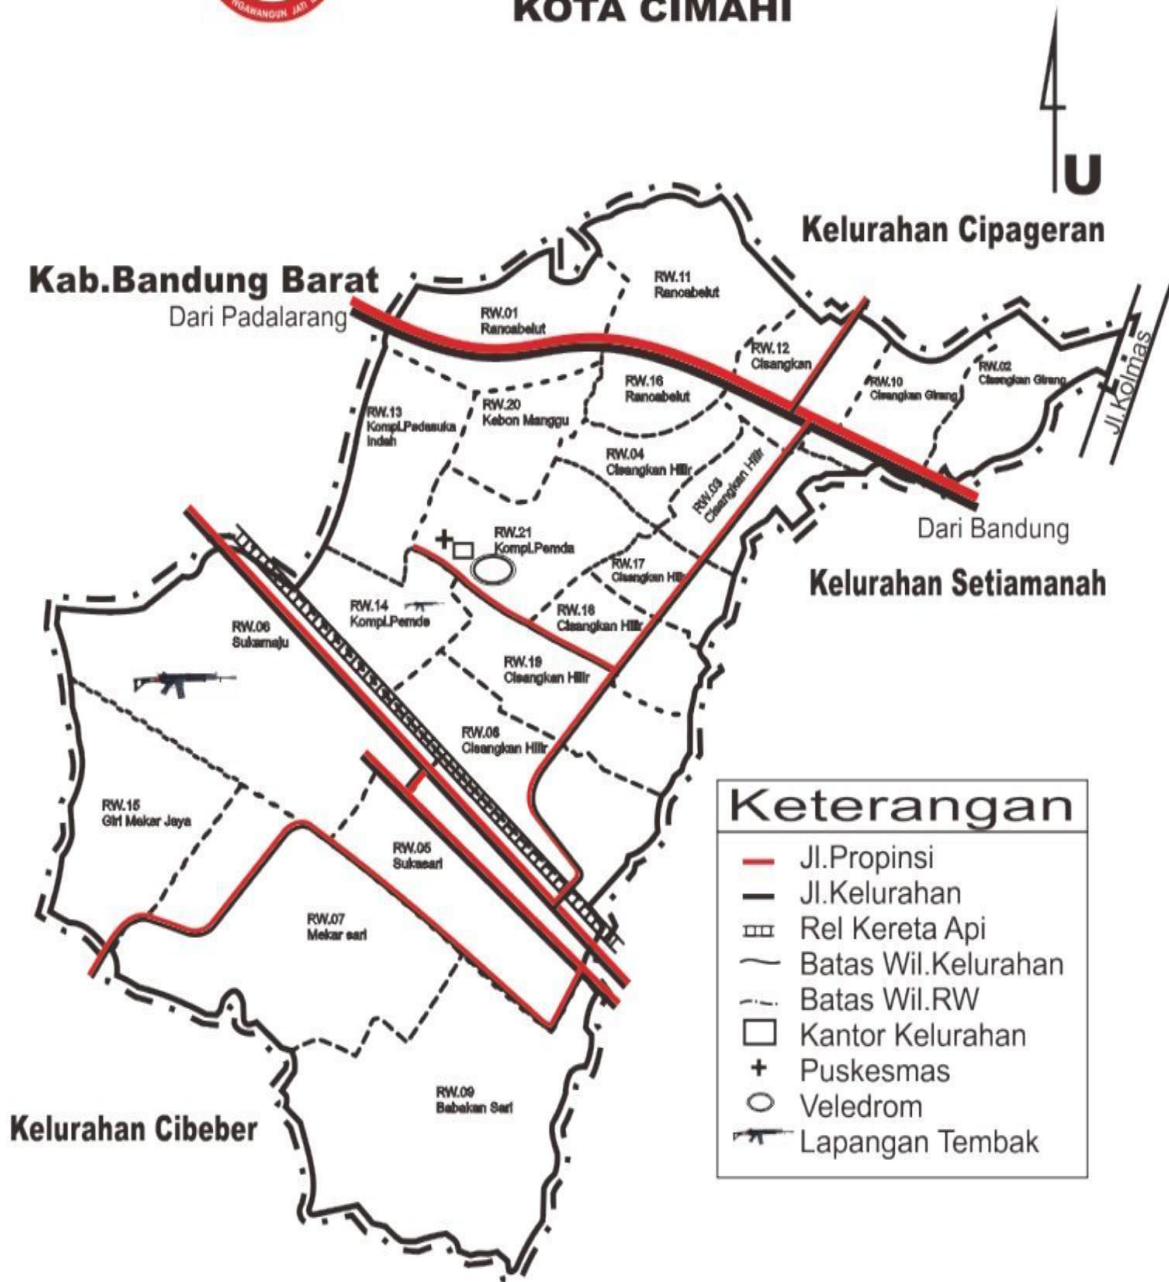 NGAWANGUN JATI
KOTA CIMAHI
U
Kelurahan Cipageran
Kab.Bandung Barat
Dari Padalarang
RW.11
Rancabelut
RW.01
Rancabelut
RW.12
Cisangkan
RW.02
Cisangkan Girang
RW.10
Cisangkan Girang
Jl.Kolmas
RW.16
Rancabelut
RW.20
Kebon Manggu
RW.13
Kompl.Padasuka
Indah
RW.04
Cisangkan Hilir
RW.03
Cisangkan Hilir
Dari Bandung
RW.21
Kompl.Pemda
RW.17
Cisangkan Hilir
Kelurahan Setiamanah
RW.14
Kompl.Pemda
RW.18
Cisangkan Hilir
RW.06
Sukamaju
RW.19
Cisangkan Hilir
RW.08
Cisangkan Hilir
RW.15
Giri Mekar Jaya
RW.05
Sukasari
RW.07
Mekar sari
RW.09
Babakan Sari
Kelurahan Cibeber
Keterangan
Jl.Propinsi
Jl.Kelurahan
Rel Kereta Api
Batas Wil.Kelurahan
Batas Wil.RW
Kantor Kelurahan
Puskesmas
Veledrom
Lapangan Tembak